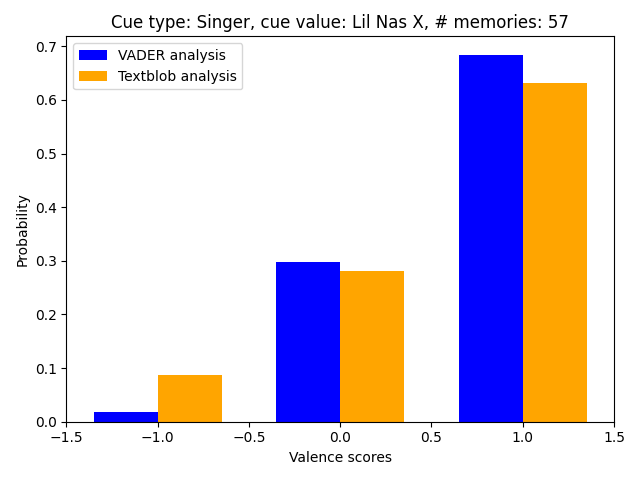 Cue type: Singer, cue value: Lil Nas X, # memories: 57
VADER analysis
Textblob analysis
Probability
0.7
0.6
0.5
0.4
0.3
0.2
0.1
0.0
−1.5 −1.0 −0.5 0.0 0.5 1.0 1.5
Valence scores